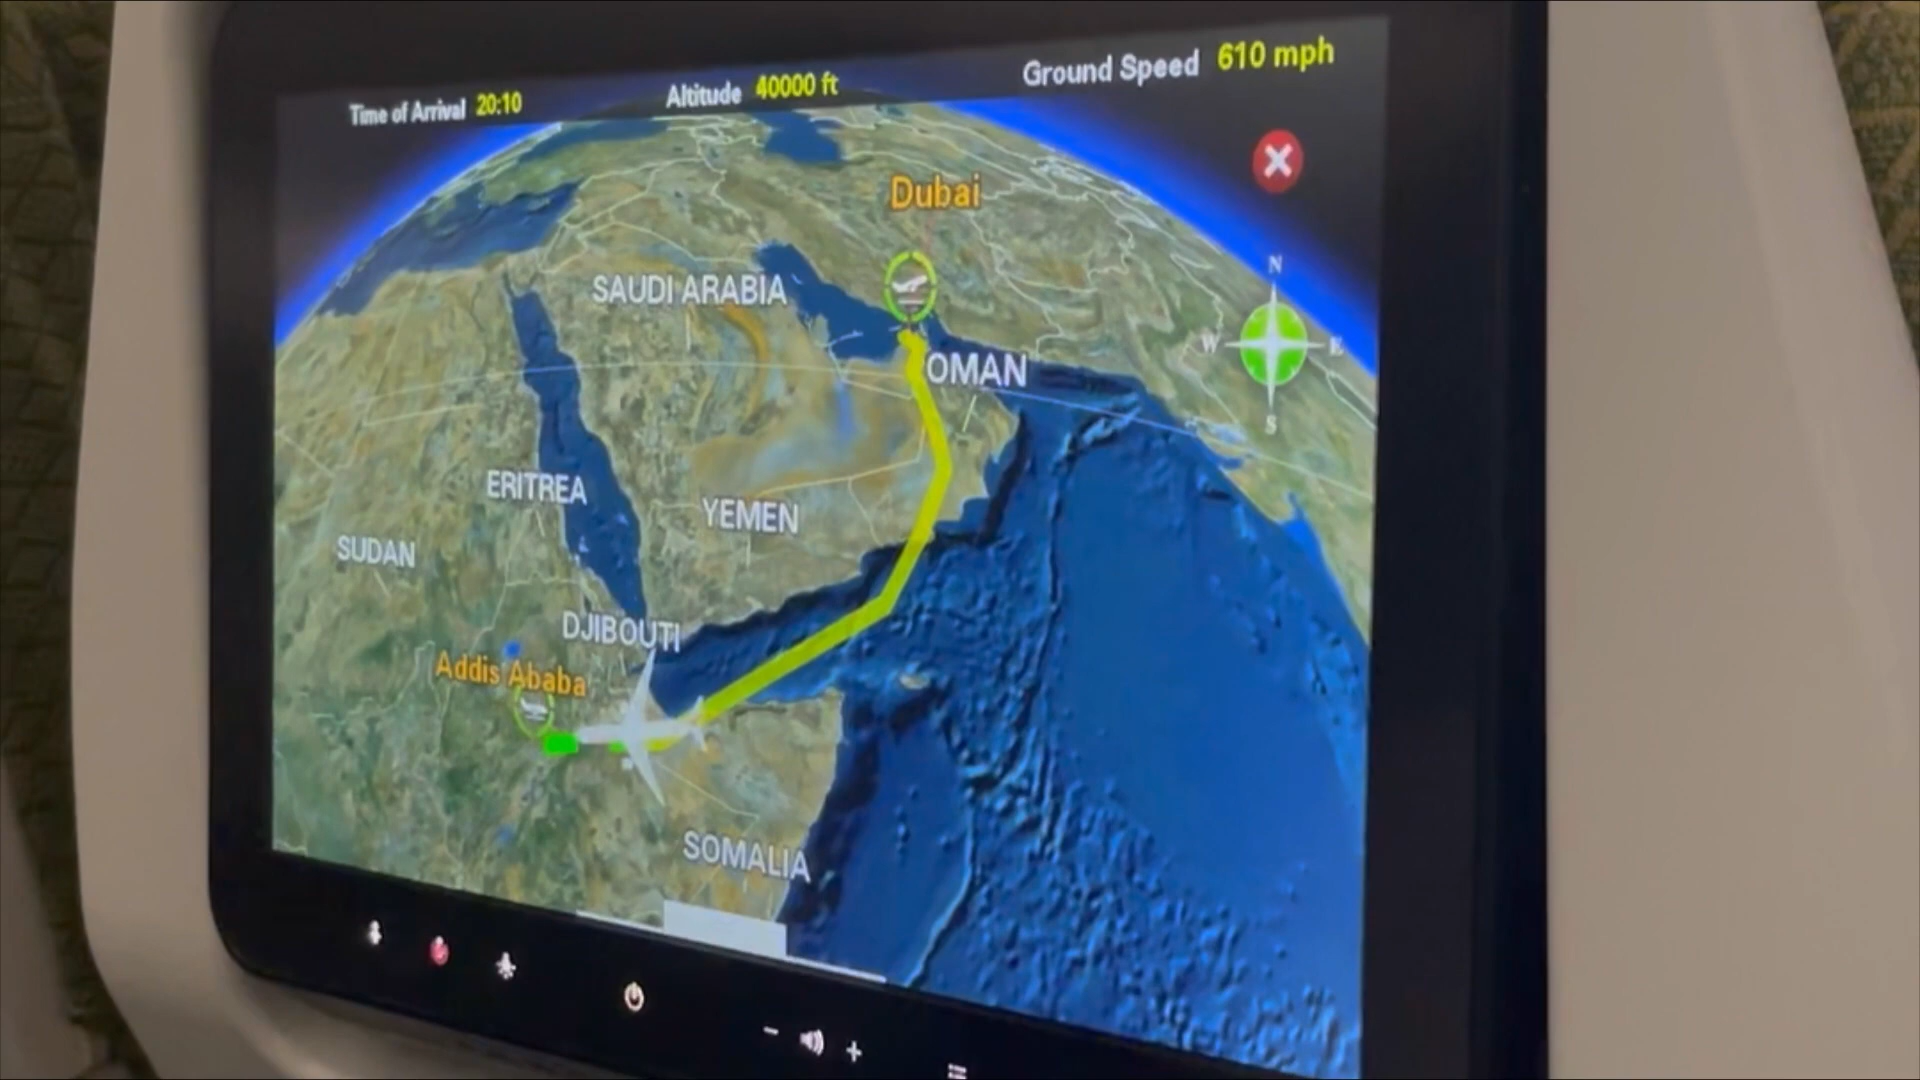 Time of Arrival 20:10 Altitude 40000 ft Ground Speed 610 mph
Dubai
N
SAUDI ARABIA
W E
OMAN
S
ERITREA
YEMEN
SUDAN
DJIBOUTI
Addis Ababa
SOMALIA